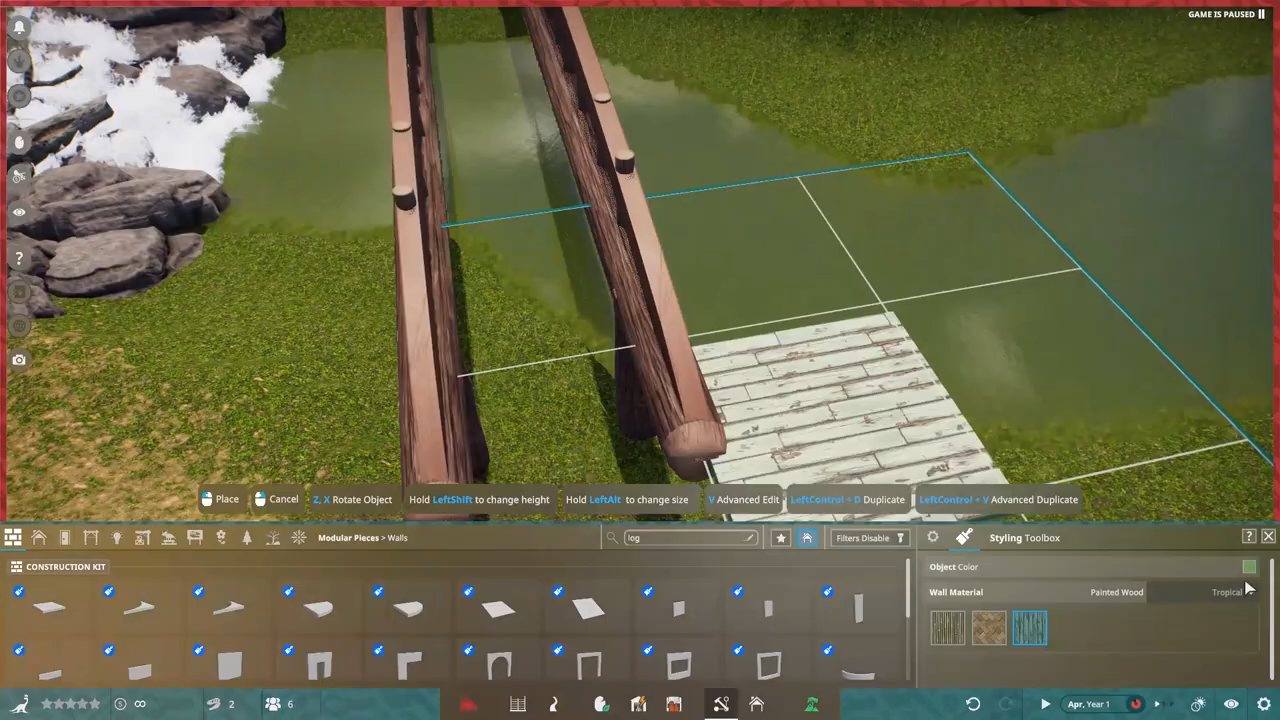 GAME IS PAUSED
Place
Cancel
Z, X Rotate Object
Hold LeftShift to change height
Hold LeftAlt to change size
V Advanced Edit
LeftControl + D Duplicate
LeftControl + V Advanced Duplicate
Modular Pieces > Walls
log
Filters Disable
Styling Toolbox
?
CONSTRUCTION KIT
Object Color
Wall Material
Painted Wood
Tropical
∞
2
6
Apr, Year 1
?